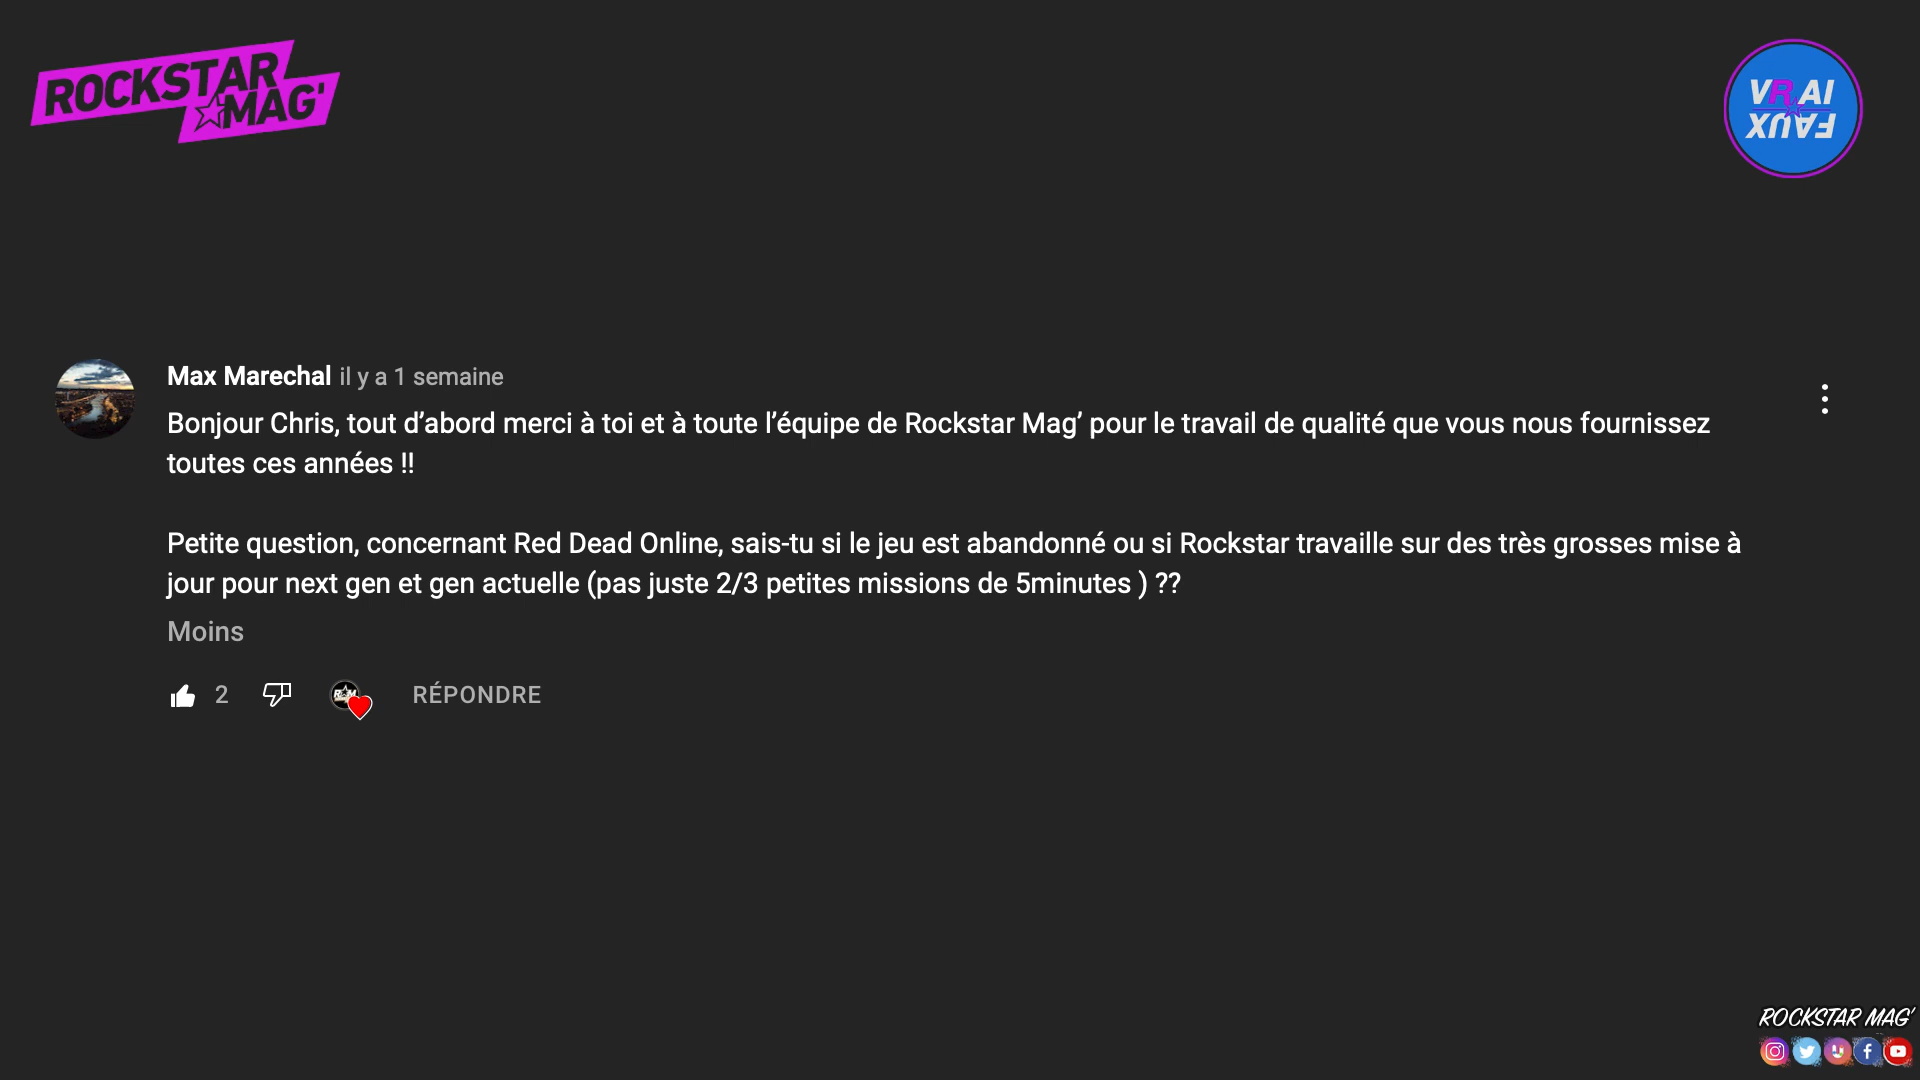 ROCKSTAR
MAG'
VRAI
FAUX
Max Marechal il y a 1 semaine
Bonjour Chris, tout d’abord merci à toi et à toute l’équipe de Rockstar Mag’ pour le travail de qualité que vous nous fournissez
toutes ces années !!
Petite question, concernant Red Dead Online, sais-tu si le jeu est abandonné ou si Rockstar travaille sur des très grosses mise à
jour pour next gen et gen actuelle (pas juste 2/3 petites missions de 5minutes ) ??
Moins
2
RÉPONDRE
ROCKSTAR MAG'